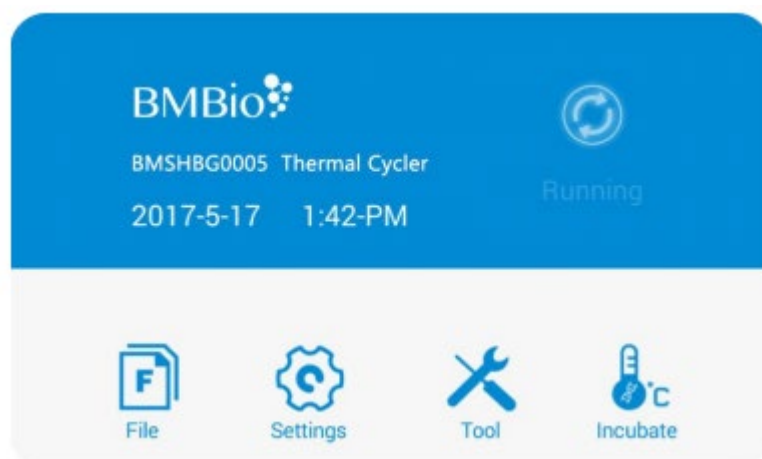 BMBio
BMSHBG0005 Thermal Cycler
2017-5-17 1:42-PM
Running
F
°C
File Settings Tool Incubate